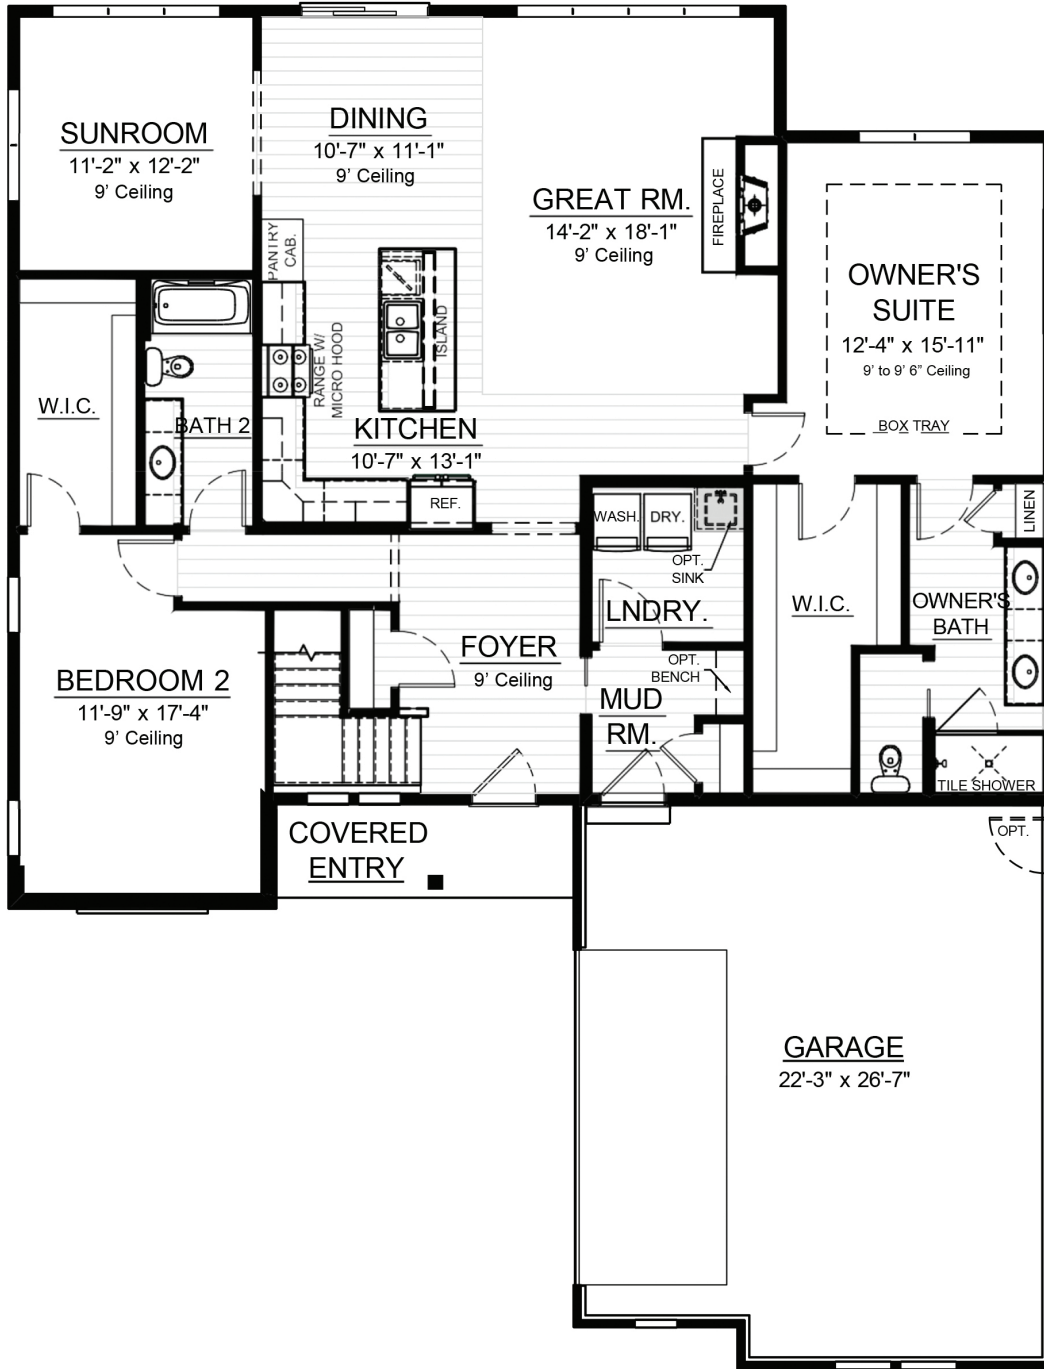 SUNROOM
11'-2" x 12'-2"
9' Ceiling
DINING
10'-7" x 11'-1"
9' Ceiling
GREAT RM.
14'-2" x 18'-1"
9' Ceiling
FIREPLACE
OWNER'S
SUITE
12'-4" x 15'-11"
9' to 9' 6" Ceiling
BOX TRAY
PANTRY
CAB.
RANGE W/
MICRO HOOD
ISLAND
KITCHEN
10'-7" x 13'-1"
REF.
W.I.C.
BATH 2
WASH.
DRY.
OPT.
SINK
LNDRY.
LINEN
W.I.C.
OWNER'S
BATH
FOYER
9' Ceiling
OPT.
BENCH
MUD
RM.
BEDROOM 2
11'-9" x 17'-4"
9' Ceiling
TILE SHOWER
COVERED
ENTRY
OPT.
GARAGE
22'-3" x 26'-7"